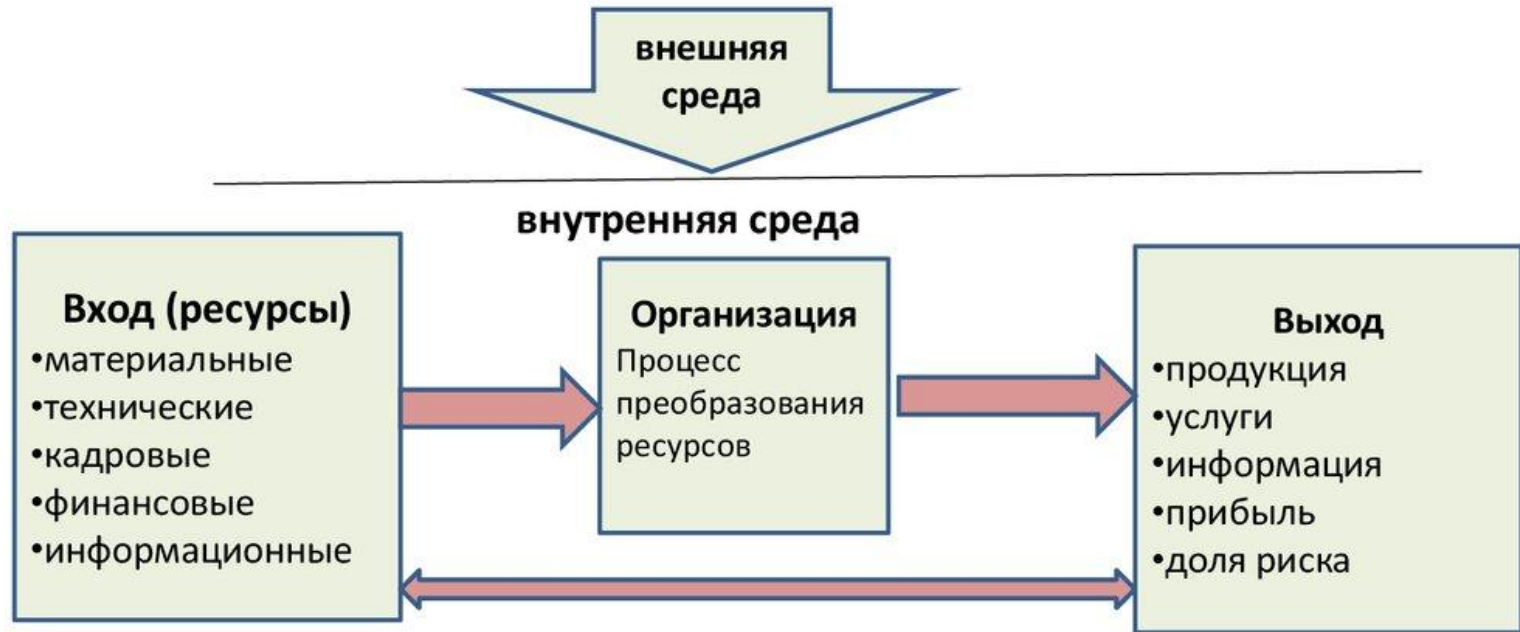 внешняя
среда
внутренняя среда
Вход (ресурсы)
•материальные
•технические
•кадровые
•финансовые
•информационные
Организация
Процесс
преобразования
ресурсов
Выход
•продукция
•услуги
•информация
•прибыль
•доля риска